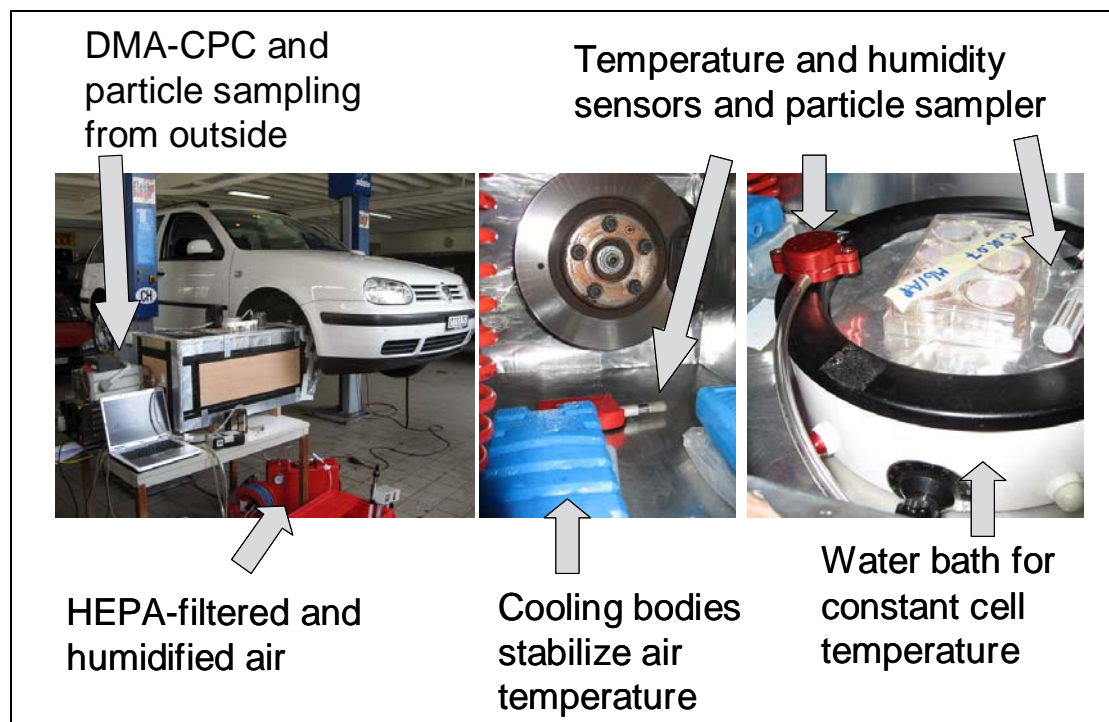 DMA-CPC and
particle sampling
from outside
Temperature and humidity
sensors and particle sampler
CH
HEPA-filtered and
humidified air
Cooling bodies
stabilize air
temperature
Water bath for
constant cell
temperature